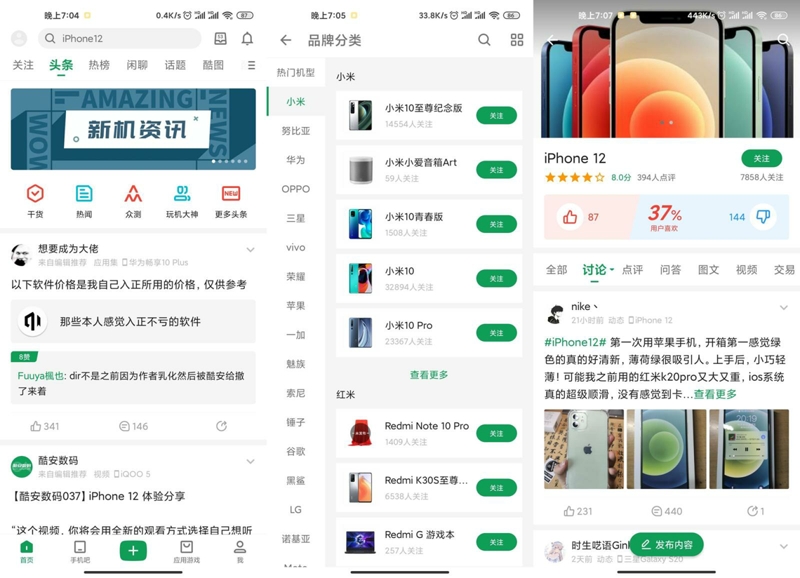 晚上7:04
0.4K/s
87
iPhone12
关注 头条 热榜 闲聊 话题 酷图
AMAZING
WOW
新机资讯
干货 热闻 众测 玩机大神 更多头条
NEW
想要成为大佬
来自编辑推荐 应用集 华为畅享10 Plus
以下软件价格是我自己入正所用的价格，仅供参考
那些本人感觉入正不亏的软件
8赞
Fuuya楓也: dir不是之前因为作者乳化然后被酷安给撤
了来着
341 146
酷安数码
来自编辑推荐 视频 iQOO 5
【酷安数码037】iPhone 12 体验分享
“这个视频，你将会用全新的观看方式选择自己想听
首页 手机吧 应用游戏 我
晚上7:05
33.8K/s
86
品牌分类
热门机型
小米
努比亚
华为
OPPO
三星
vivo
荣耀
苹果
一加
魅族
索尼
锤子
谷歌
黑鲨
LG
诺基亚
小米
小米10至尊纪念版
14554人关注
关注
小米小爱音箱Art
59人关注
关注
小米10青春版
1508人关注
关注
小米10
32894人关注
关注
小米10 Pro
23367人关注
关注
查看更多
红米
Redmi Note 10 Pro
1409人关注
关注
Redmi K30S至尊...
6538人关注
关注
Redmi G 游戏本
257人关注
关注
晚上7:07
443K/s
86
iPhone 12
关注
8.0分 394人点评
7858人关注
87
37%
用户喜欢
144
全部 讨论 点评 问答 图文 视频 交易
nike丶
21小时前 动态 iPhone 12
#iPhone12# 第一次用苹果手机，开箱第一感觉绿
色的真的好清新，薄荷绿很吸引人。上手后，小巧轻
薄！可能我之前用的红米k20pro又大又重，ios系统
真的超级顺滑，没有感觉到卡...查看更多
20:19
231 440 1
时生呓语Gin
2天前 动态 三星Galaxy S20
发布内容